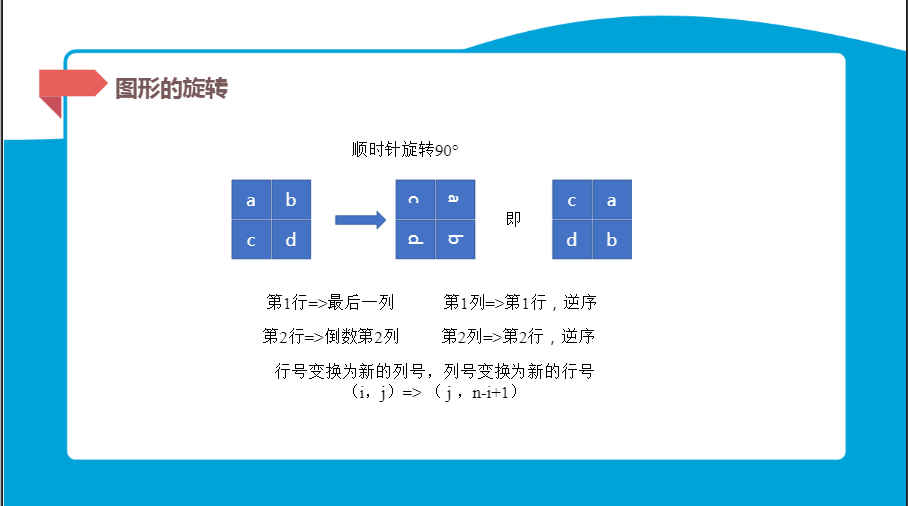 图形的旋转
顺时针旋转90°
a b c a c a
即
c d d b d b
第1行=>最后一列 第1列=>第1行，逆序
第2行=>倒数第2列 第2列=>第2行，逆序
行号变换为新的列号，列号变换为新的行号
（i，j）=> （ j ，n-i+1）